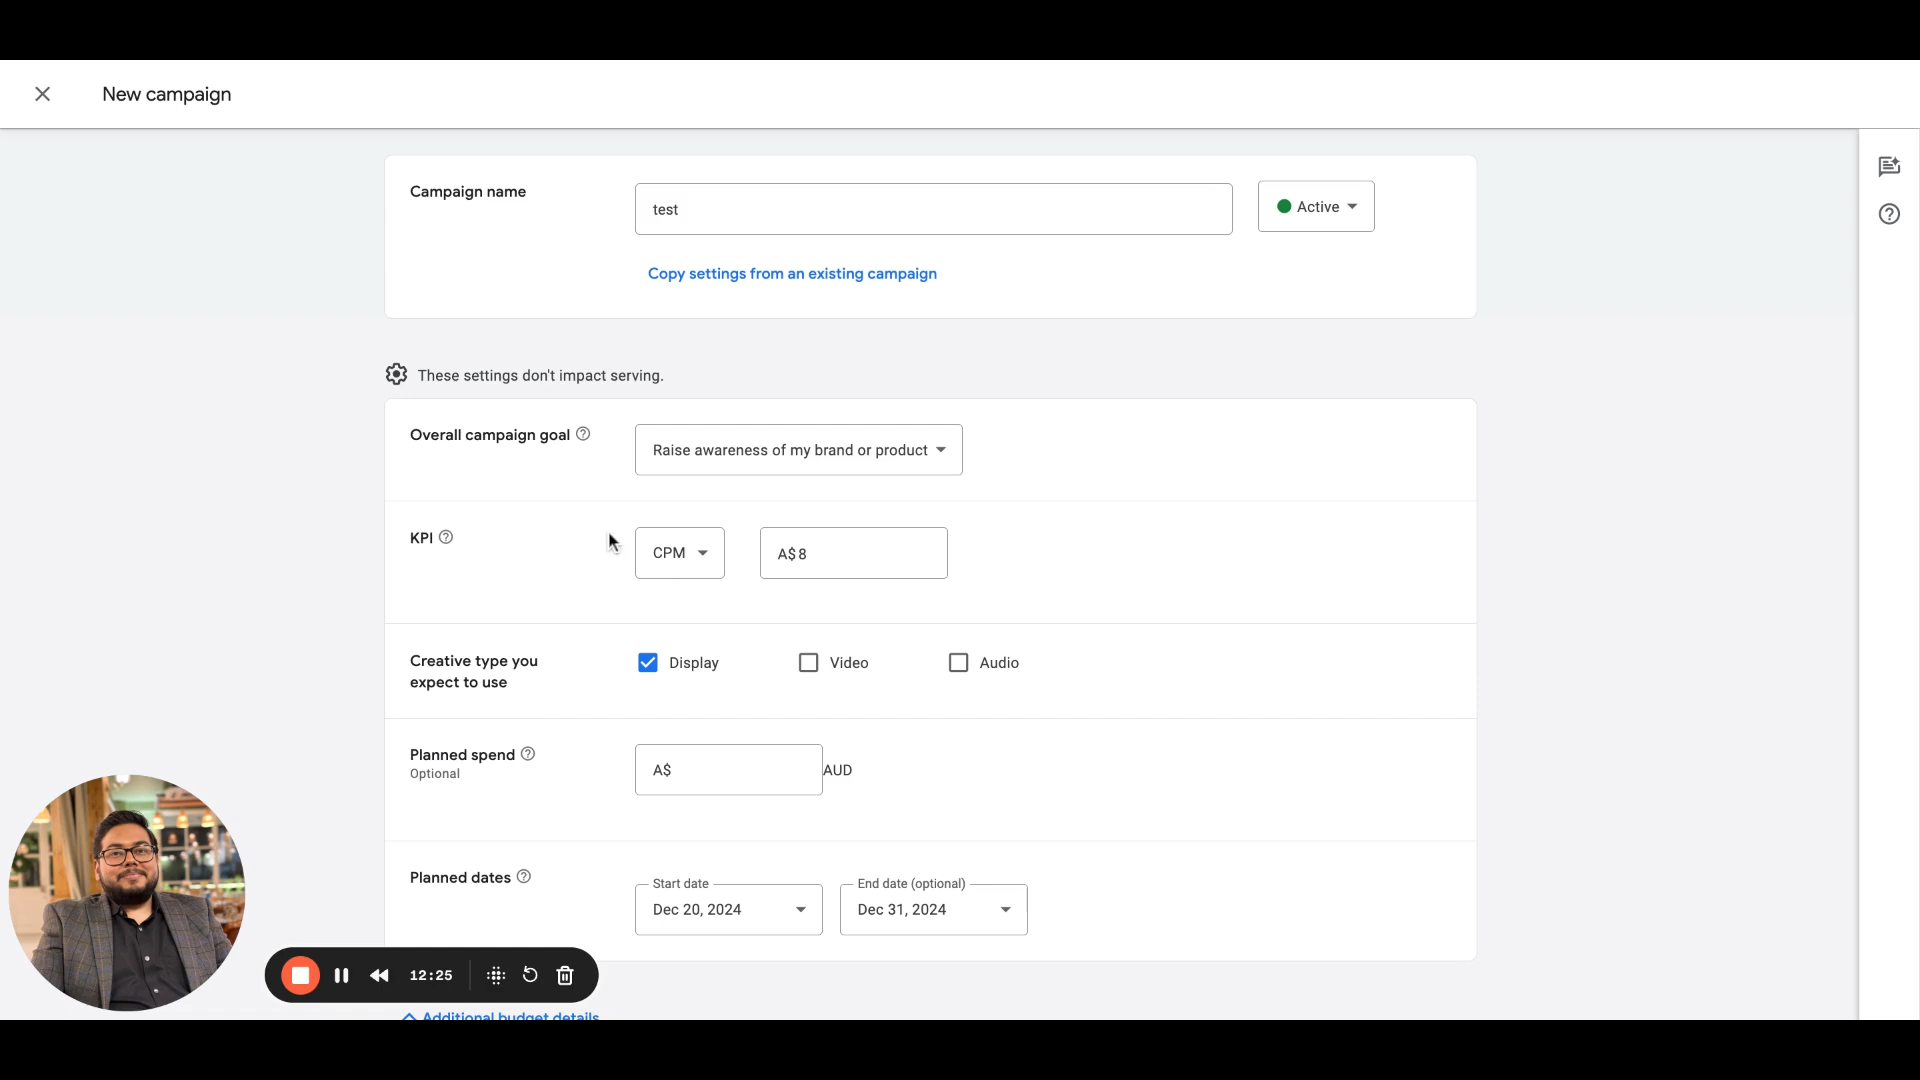 New campaign
Campaign name
test
Active
Copy settings from an existing campaign
These settings don't impact serving.
Overall campaign goal
Raise awareness of my brand or product
KPI
CPM
A$ 8
Creative type you
expect to use
Display
Video
Audio
Planned spend
Optional
A$
AUD
Planned dates
Start date
Dec 20, 2024
End date (optional)
Dec 31, 2024
12:25
Additional budget details